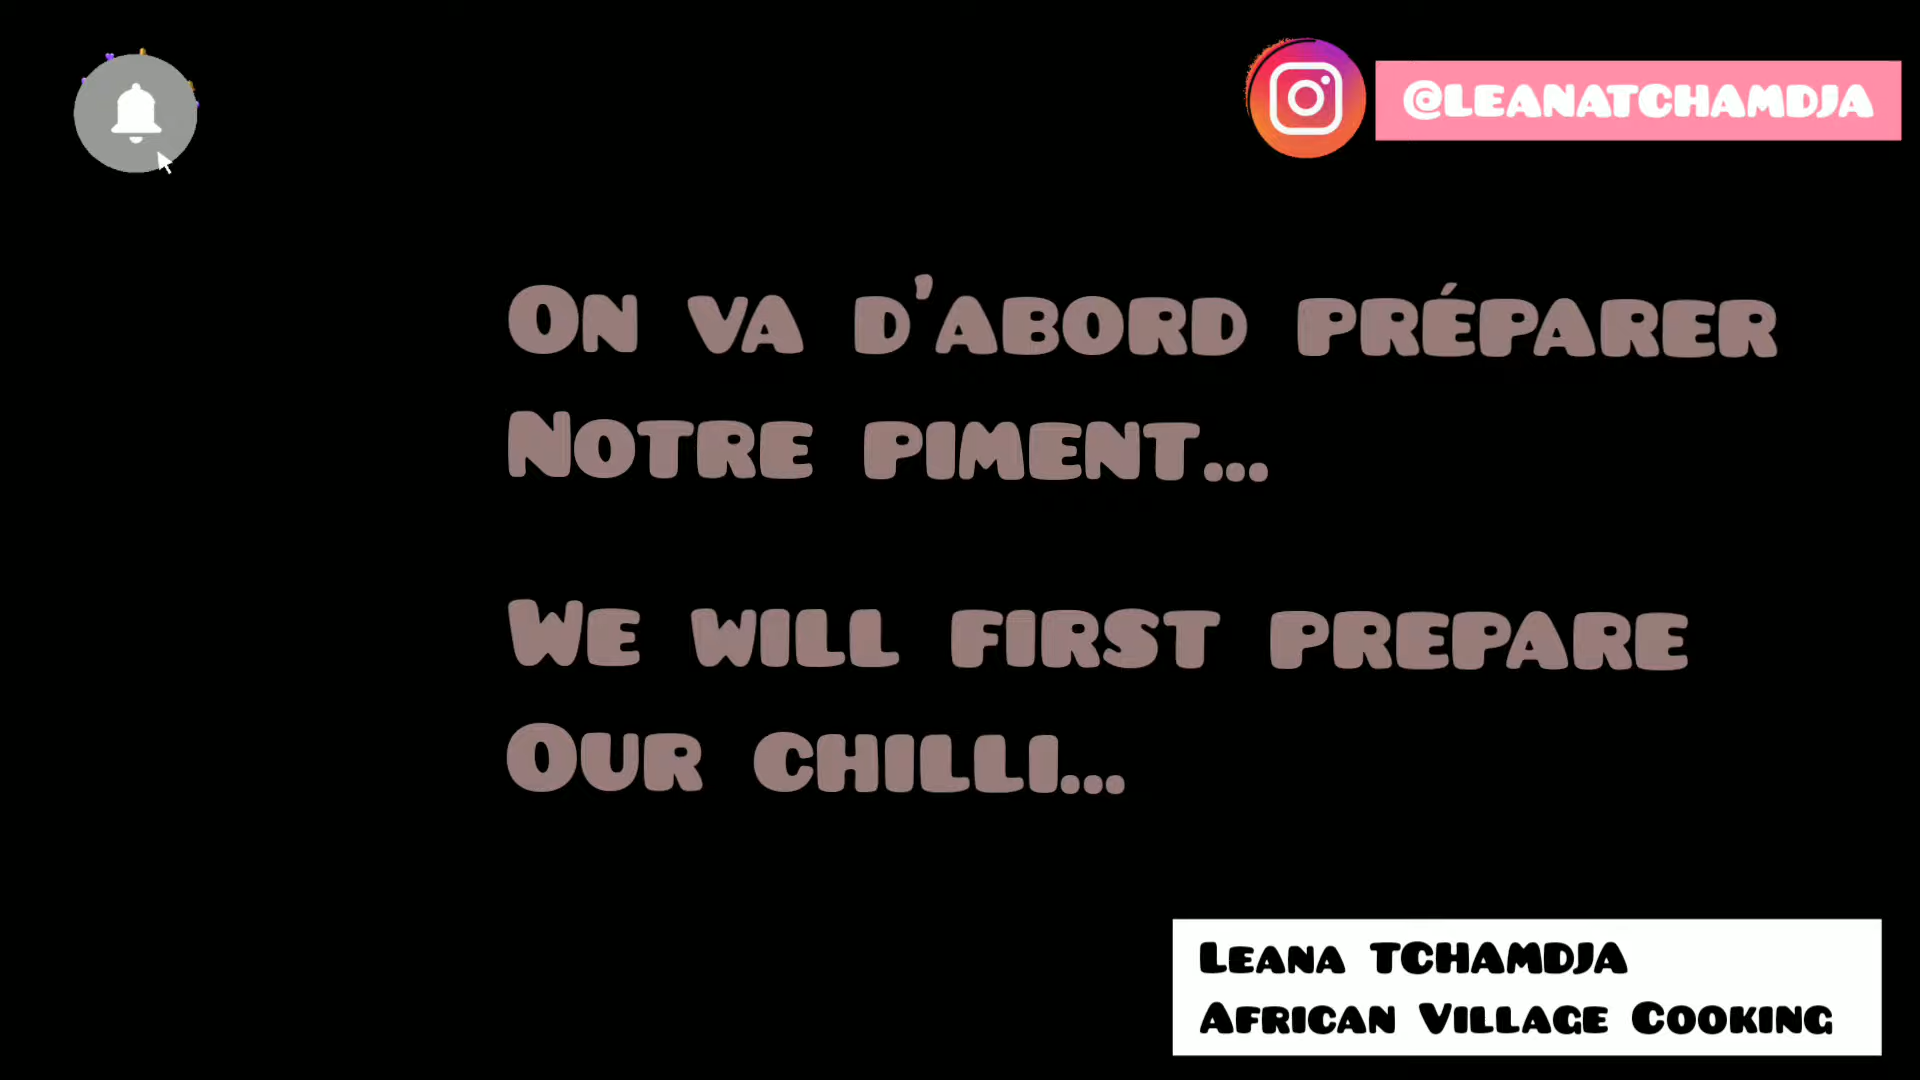 @LEANATCHAMDJA
On va d'abord préparer
Notre piment...
We will first prepare
Our chilli...
Leana TCHAMDJA
African Village Cooking